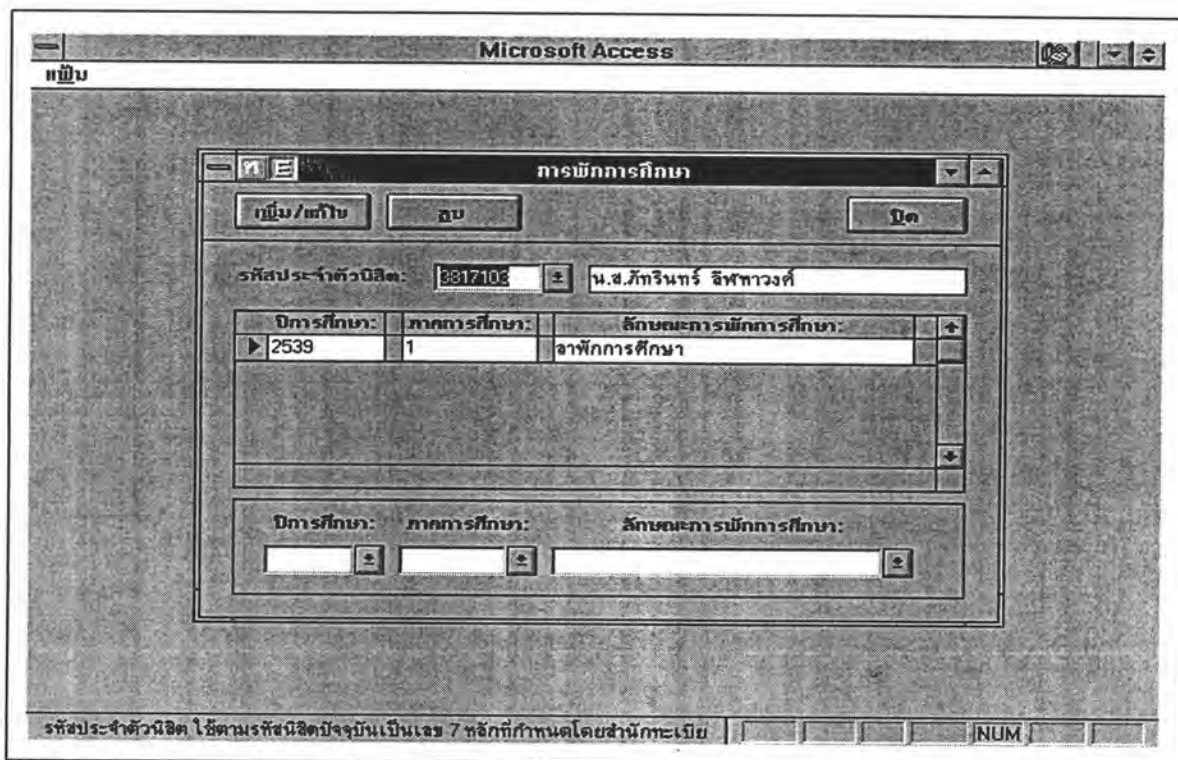 Microsoft Access
แฟ้ม
การพักการศึกษา
เพิ่ม/แก้ไข ลบ ปิด
รหัสประจำตัวนิสิต: 3817103 น.ส.ภัทรินทร์ ลีฬหาวงศ์
ปีการศึกษา: ภาคการศึกษา: ลักษณะการพักการศึกษา:
2539 1 ลาพักการศึกษา
ปีการศึกษา: ภาคการศึกษา: ลักษณะการพักการศึกษา:
รหัสประจำตัวนิสิต ใช้ตามรหัสนิสิตปัจจุบันเป็นเลข 7 หลักที่กำหนดโดยสำนักทะเบีย NUM